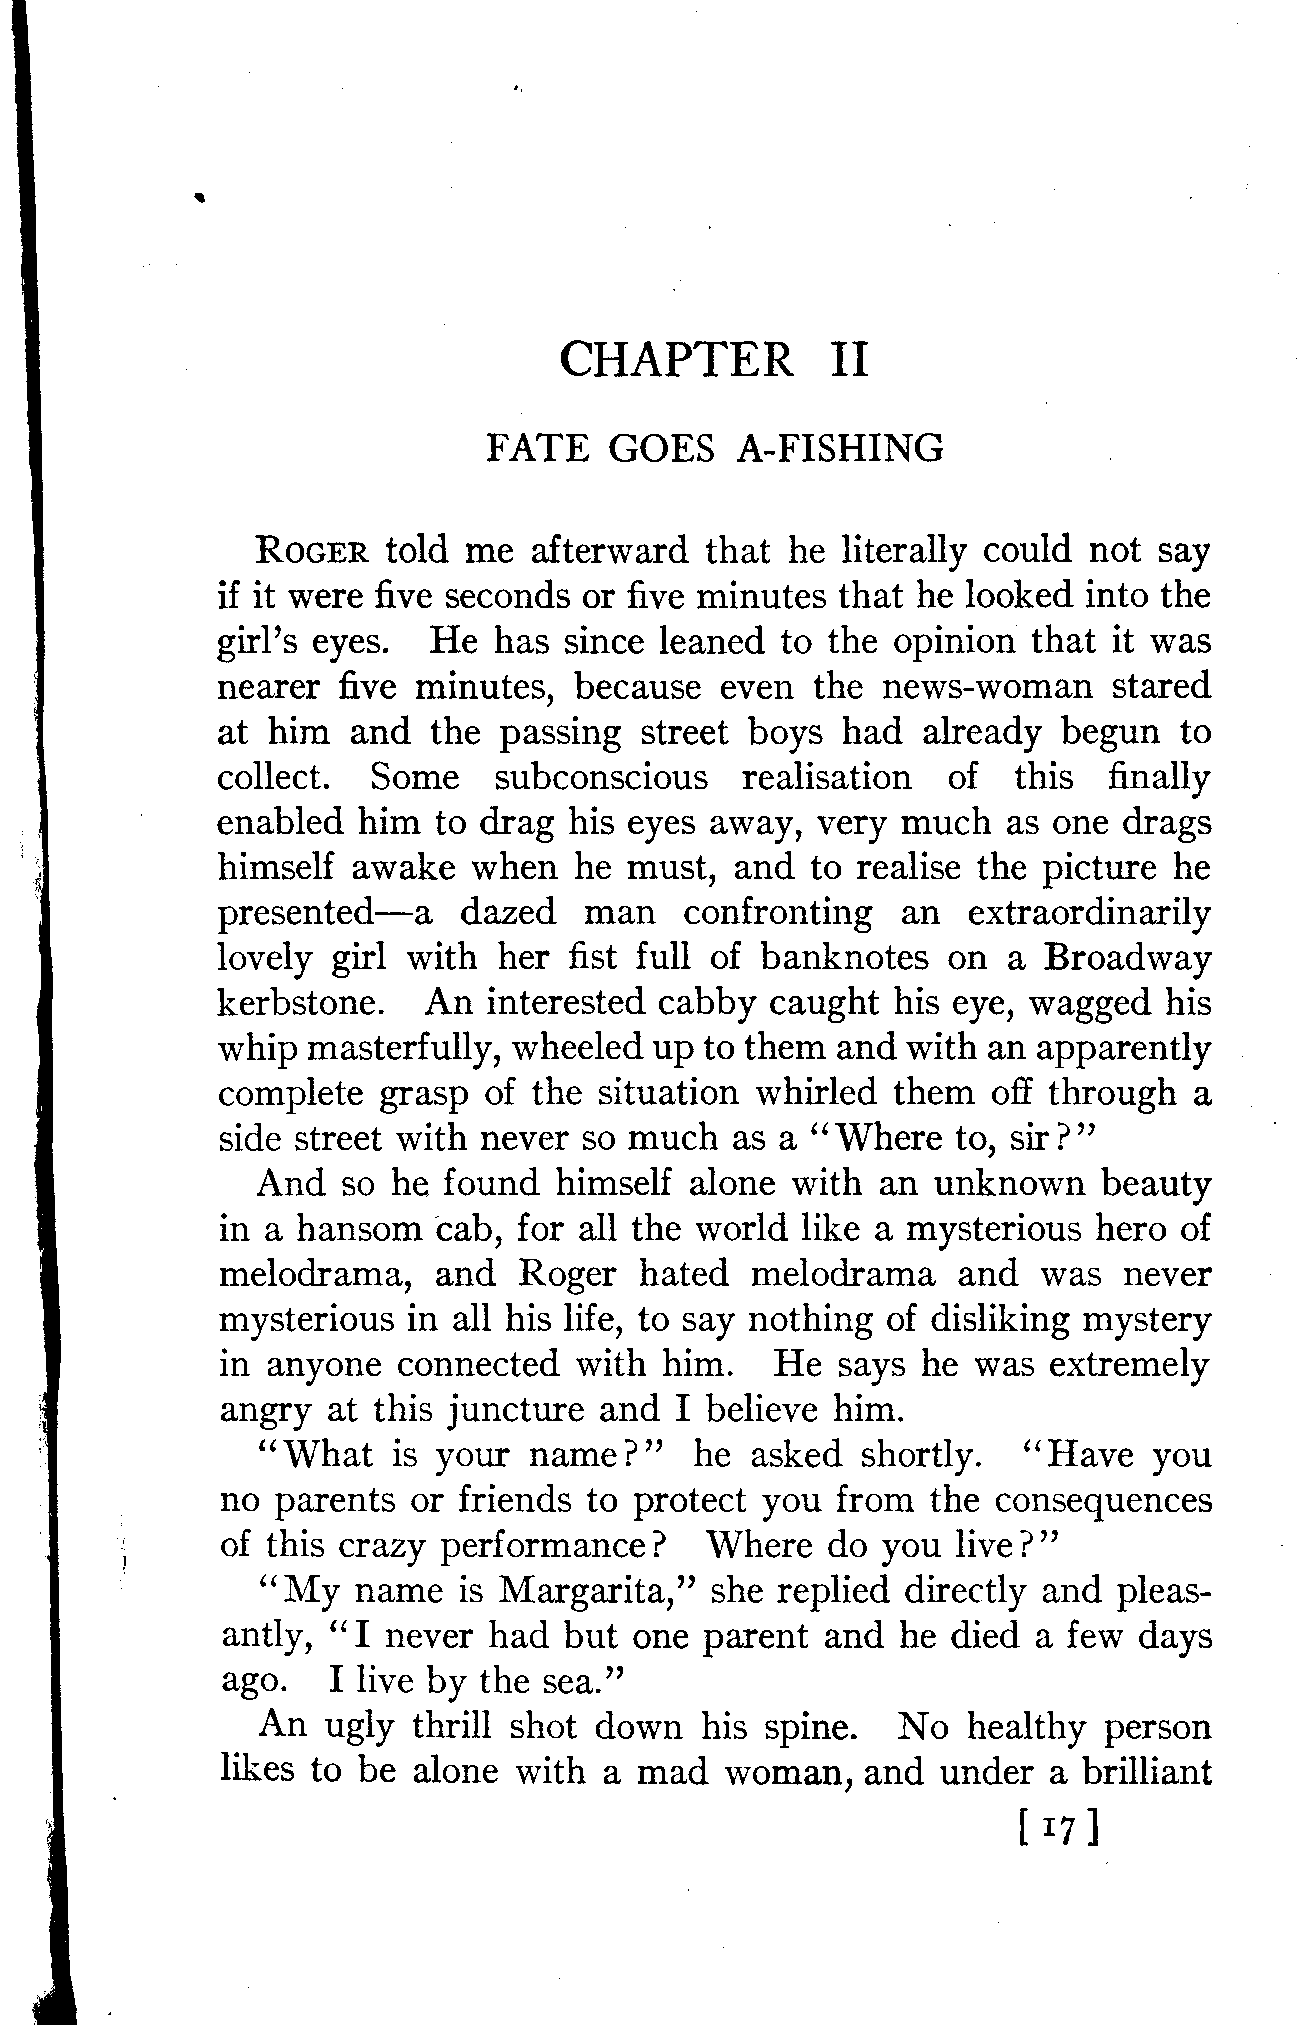 CHAPTER II
FATE GOES A-FISHING
ROGER told me afterward that he literally could not say
if it were five seconds or five minutes that he looked into the
girl's eyes. He has since leaned to the opinion that it was
nearer five minutes, because even the news-woman stared
at him and the passing street boys had already begun to
collect. Some subconscious realisation of this finally
enabled him to drag his eyes away, very much as one drags
himself awake when he must, and to realise the picture he
presented—a dazed man confronting an extraordinarily
lovely girl with her fist full of banknotes on a Broadway
kerbstone. An interested cabby caught his eye, wagged his
whip masterfully, wheeled up to them and with an apparently
complete grasp of the situation whirled them off through a
side street with never so much as a "Where to, sir?"
And so he found himself alone with an unknown beauty
in a hansom cab, for all the world like a mysterious hero of
melodrama, and Roger hated melodrama and was never
mysterious in all his life, to say nothing of disliking mystery
in anyone connected with him. He says he was extremely
angry at this juncture and I believe him.
"What is your name?" he asked shortly. "Have you
no parents or friends to protect you from the consequences
of this crazy performance? Where do you live?"
"My name is Margarita," she replied directly and pleas-
antly, "I never had but one parent and he died a few days
ago. I live by the sea."
An ugly thrill shot down his spine. No healthy person
likes to be alone with a mad woman, and under a brilliant
[ 17 ]